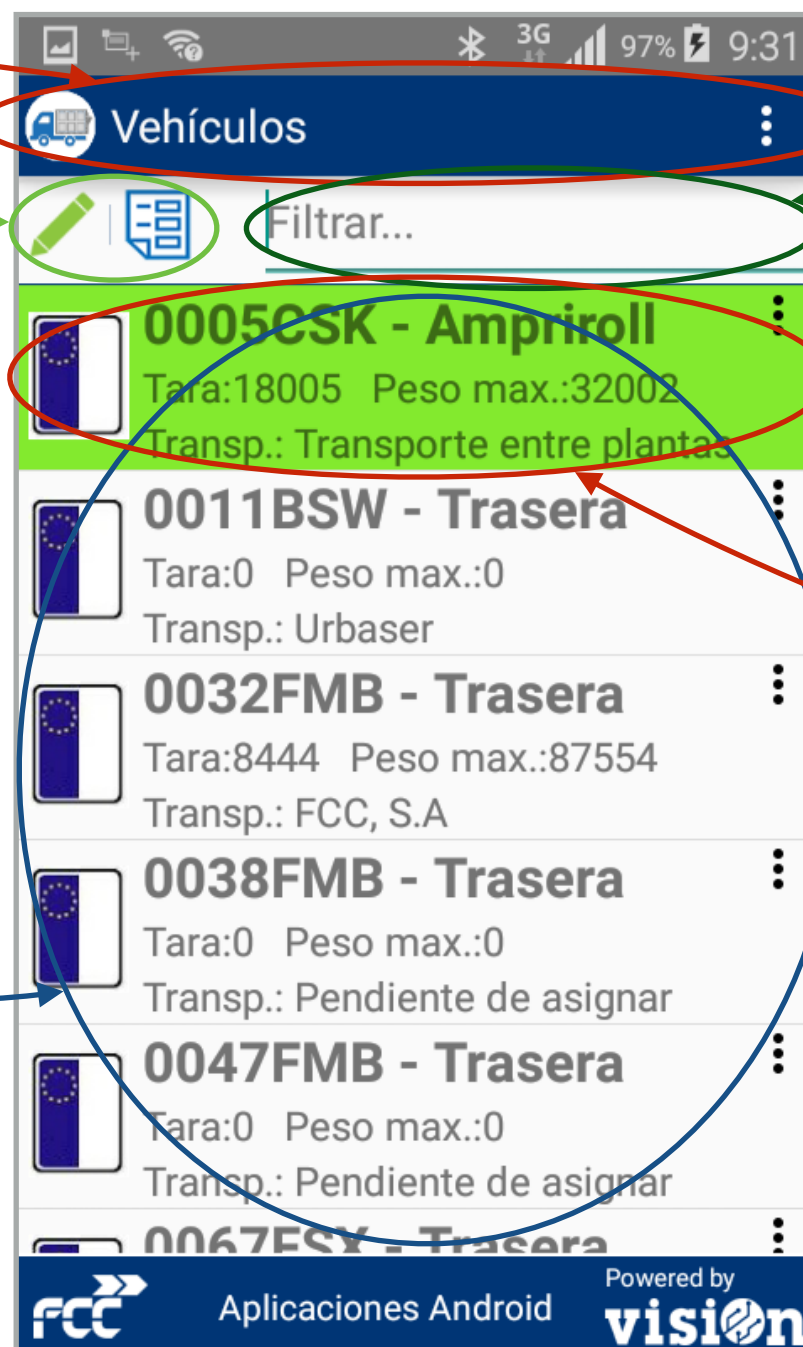 3G 97% 9:31
Vehículos
Filtrar...
0005CSK - Ampriroll
Tara:18005 Peso max.:32002
Transp.: Transporte entre plantas
0011BSW - Trasera
Tara:0 Peso max.:0
Transp.: Urbaser
0032FMB - Trasera
Tara:8444 Peso max.:87554
Transp.: FCC, S.A
0038FMB - Trasera
Tara:0 Peso max.:0
Transp.: Pendiente de asignar
0047FMB - Trasera
Tara:0 Peso max.:0
Transp.: Pendiente de asignar
0067FSX - Trasera
fcc Aplicaciones Android Powered by
vision